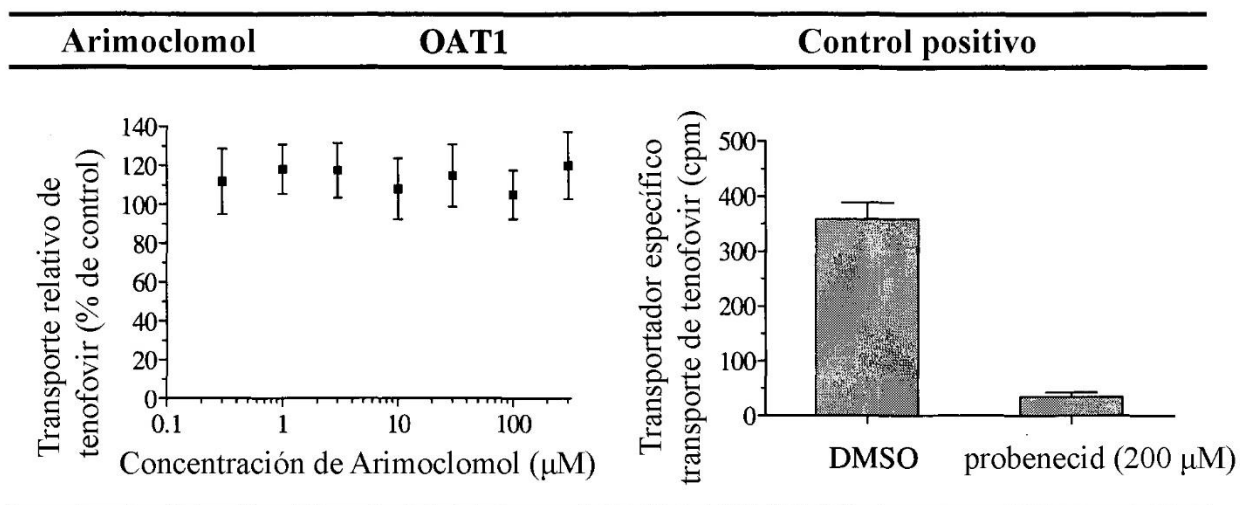 Arimoclomol OAT1 Control positivo
Transporte relativo de
tenofovir (% de control)
140
120
100
80
60
40
20
0
0.1 1 10 100
Concentración de Arimoclomol (μM)
Transportador específico
transporte de tenofovir (cpm)
500
400
300
200
100
0
DMSO probenecid (200 μM)